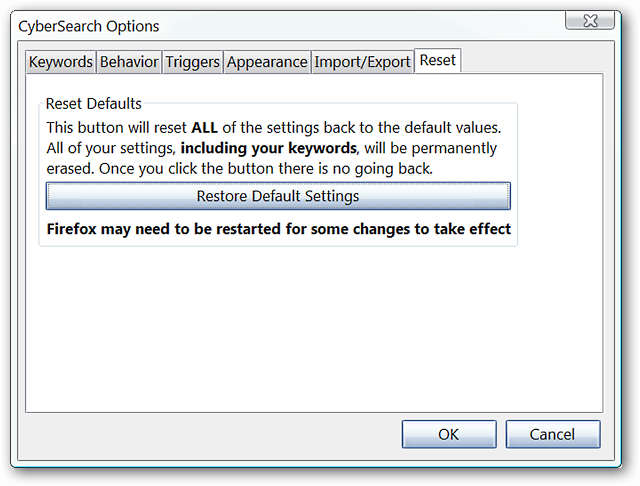 CyberSearch Options
Keywords Behavior Triggers Appearance Import/Export Reset
Reset Defaults
This button will reset ALL of the settings back to the default values.
All of your settings, including your keywords, will be permanently
erased. Once you click the button there is no going back.
Restore Default Settings
Firefox may need to be restarted for some changes to take effect
OK Cancel